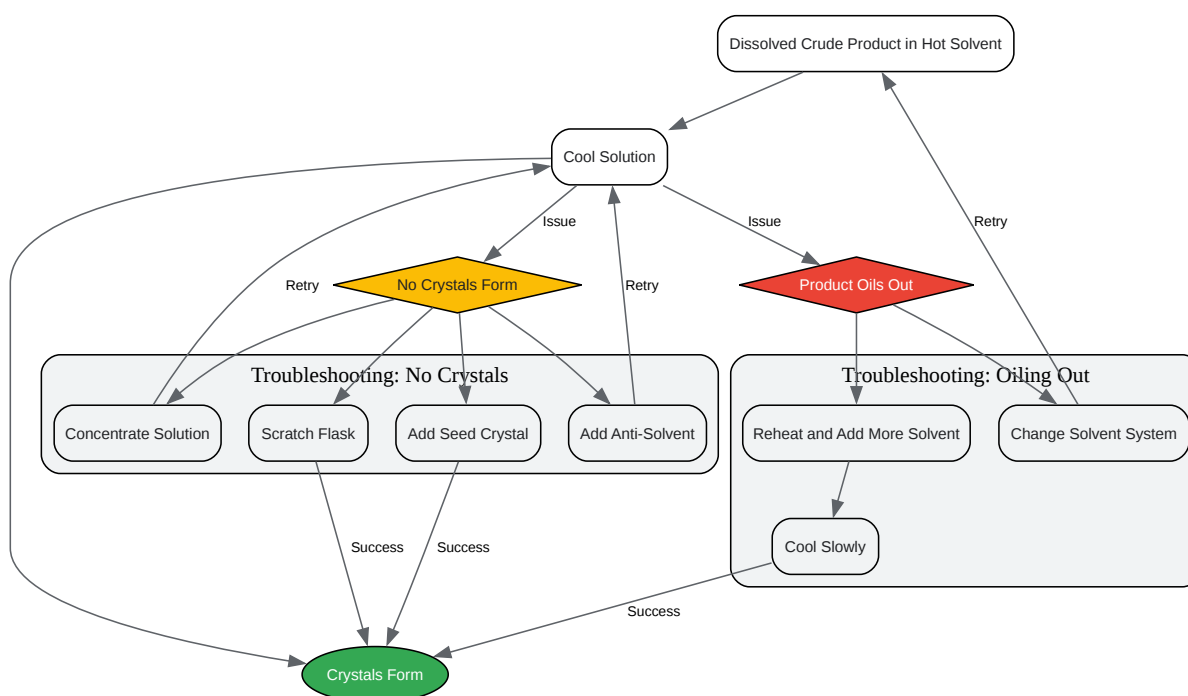 Dissolved Crude Product in Hot Solvent
Cool Solution
Issue
Issue
Retry
Retry
No Crystals Form
Retry
Product Oils Out
Troubleshooting: No Crystals
Troubleshooting: Oiling Out
Concentrate Solution
Scratch Flask
Add Seed Crystal
Add Anti-Solvent
Reheat and Add More Solvent
Change Solvent System
Cool Slowly
Success
Success
Success
Crystals Form